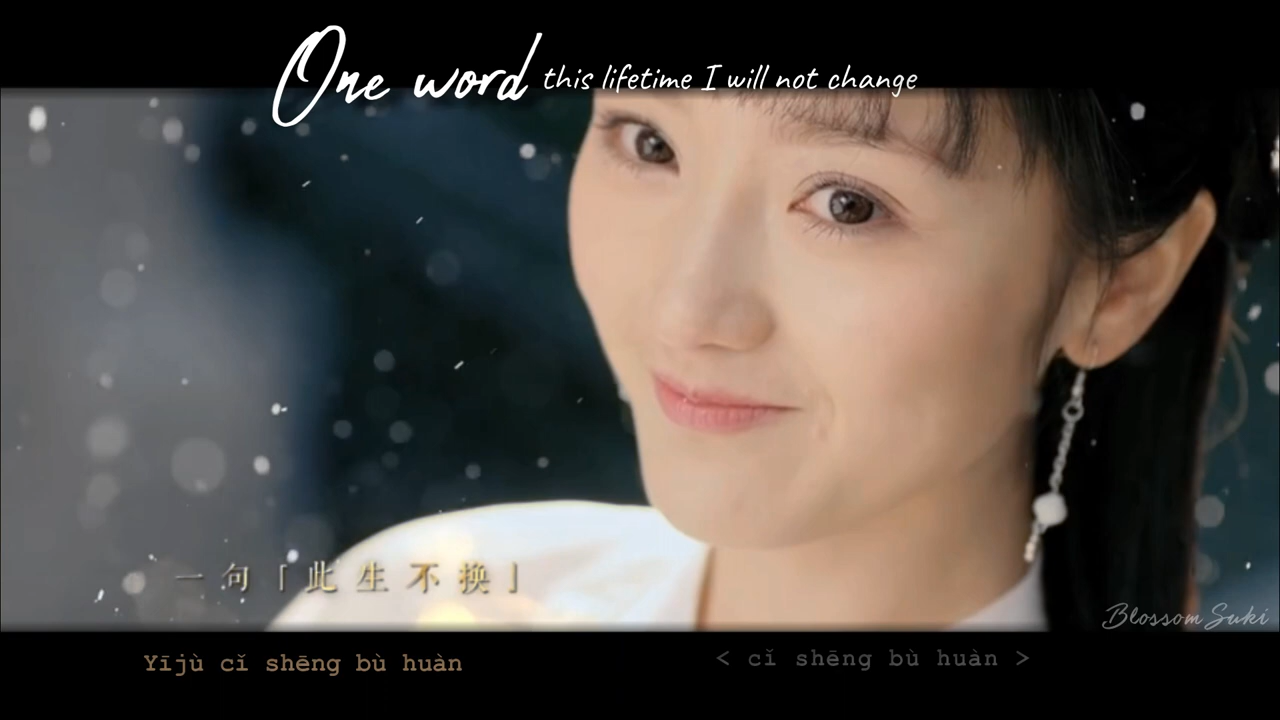 One word this lifetime I will not change
一句「此生不换」
Blossom Suki
Yījù cǐ shēng bù huàn
< cǐ shēng bù huàn >